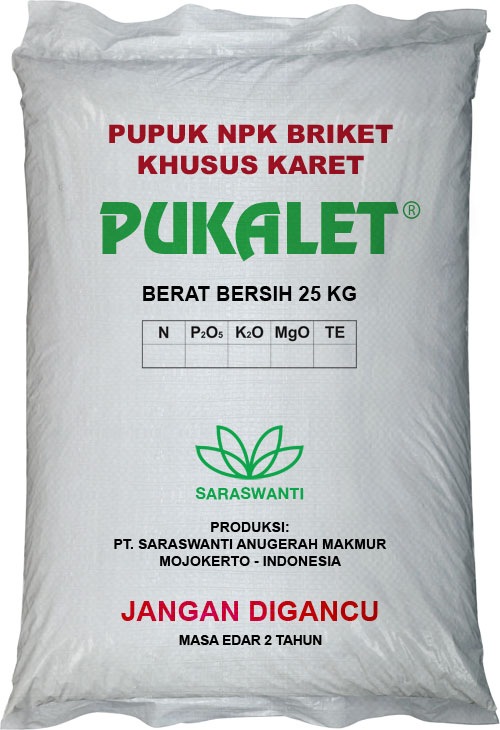 PUPUK NPK BRIKET
KHUSUS KARET
PUKALET®
BERAT BERSIH 25 KG
N P₂O₅ K₂O MgO TE
SARASWANTI
PRODUKSI:
PT. SARASWANTI ANUGERAH MAKMUR
MOJOKERTO - INDONESIA
JANGAN DIGANCU
MASA EDAR 2 TAHUN